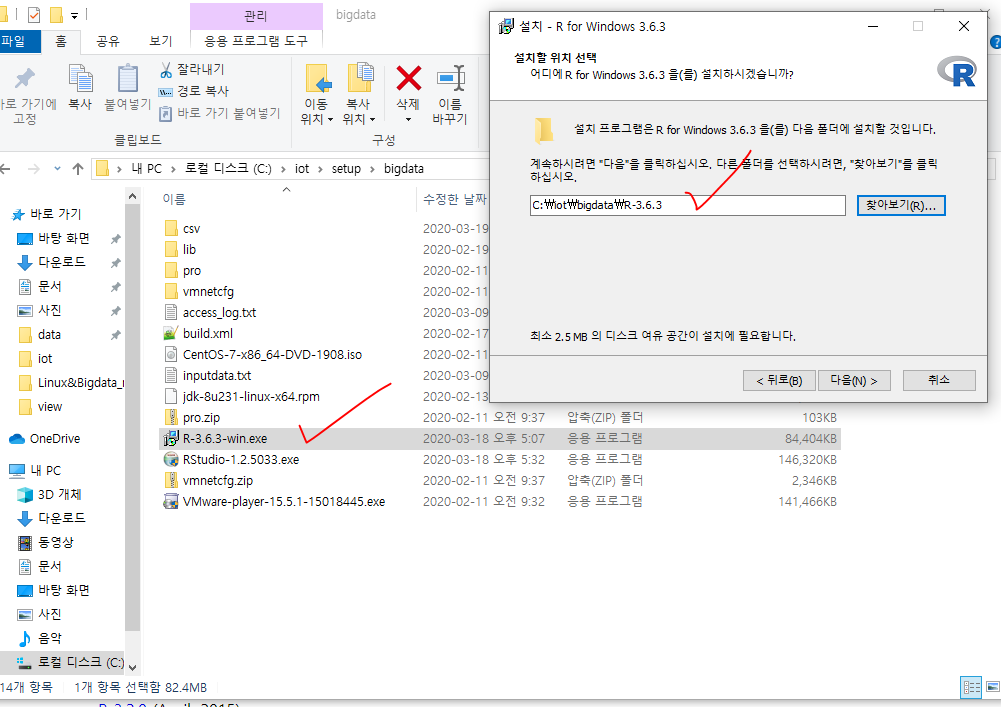 관리
bigdata
파일
홈
공유
보기
응용 프로그램 도구
바로 가기에
고정
복사
붙여넣기
잘라내기
경로 복사
바로 가기 붙여넣기
클립보드
이동
위치
복사
위치
삭제
이름
바꾸기
구성
내 PC
로컬 디스크 (C:)
iot
setup
bigdata
바로 가기
바탕 화면
다운로드
문서
사진
data
iot
Linux&Bigdata_
view
OneDrive
내 PC
3D 개체
다운로드
동영상
문서
바탕 화면
사진
음악
로컬 디스크 (C:)
이름
수정한 날짜
csv
2020-03-19
lib
2020-02-19
pro
2020-02-11
vmnetcfg
2020-02-11
access_log.txt
2020-03-09
build.xml
2020-02-17
CentOS-7-x86_64-DVD-1908.iso
2020-02-11
inputdata.txt
2020-03-09
jdk-8u231-linux-x64.rpm
2020-02-13
pro.zip
2020-02-11 오전 9:37
압축(ZIP) 폴더
103KB
R-3.6.3-win.exe
2020-03-18 오후 5:07
응용 프로그램
84,404KB
RStudio-1.2.5033.exe
2020-03-18 오후 5:32
응용 프로그램
146,320KB
vmnetcfg.zip
2020-02-11 오전 9:37
압축(ZIP) 폴더
2,346KB
VMware-player-15.5.1-15018445.exe
2020-02-11 오전 9:32
응용 프로그램
141,466KB
설치 - R for Windows 3.6.3
설치할 위치 선택
어디에 R for Windows 3.6.3 을(를) 설치하시겠습니까?
R
설치 프로그램은 R for Windows 3.6.3 을(를) 다음 폴더에 설치할 것입니다.
계속하시려면 "다음"을 클릭하십시오. 다른 폴더를 선택하시려면, "찾아보기"를 클릭
하십시오.
C:₩iot₩bigdata₩R-3.6.3
찾아보기(R)...
최소 2.5 MB 의 디스크 여유 공간이 설치에 필요합니다.
< 뒤로(B)
다음(N) >
취소
14개 항목
1개 항목 선택함 82.4MB